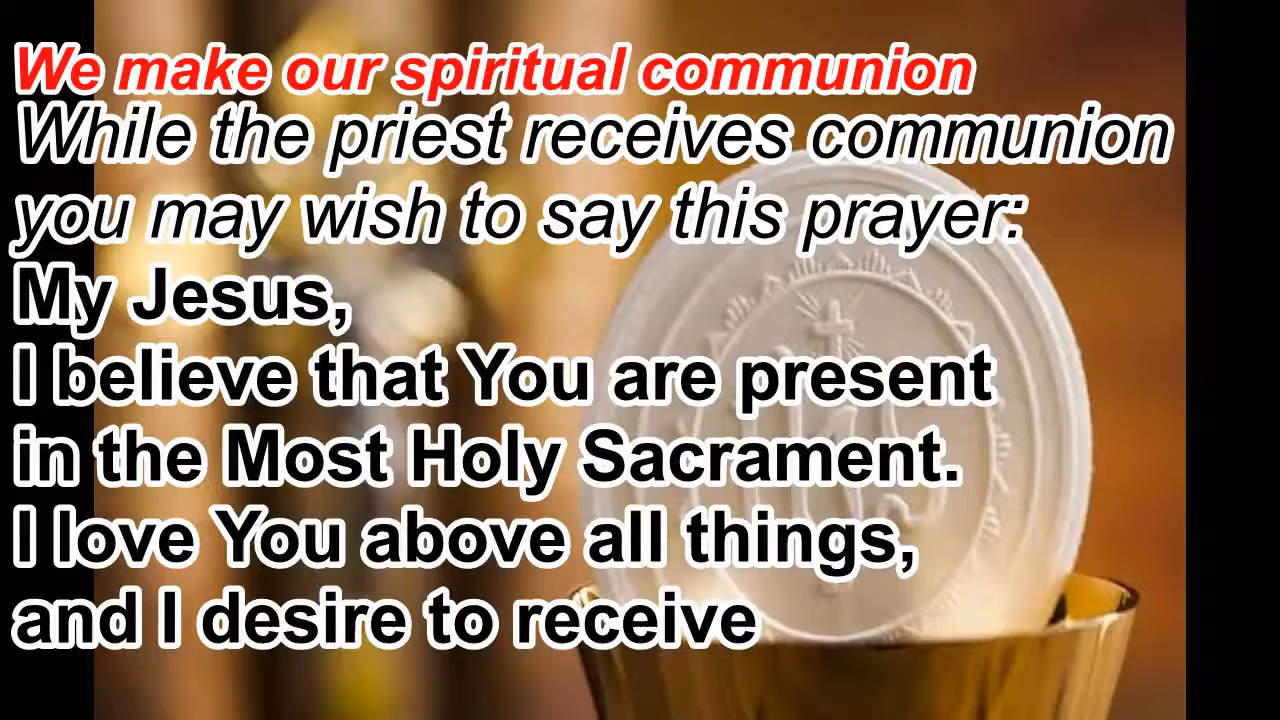 We make our spiritual communion
While the priest receives communion
you may wish to say this prayer:
My Jesus,
I believe that You are present
in the Most Holy Sacrament.
I love You above all things,
and I desire to receive